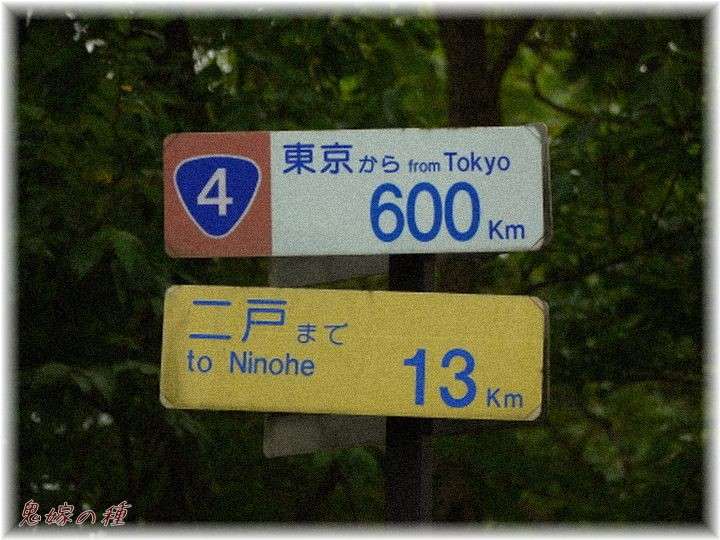 4
東京から from Tokyo
600 Km
二戸まで
to Ninohe
13 Km
鬼嫁の種